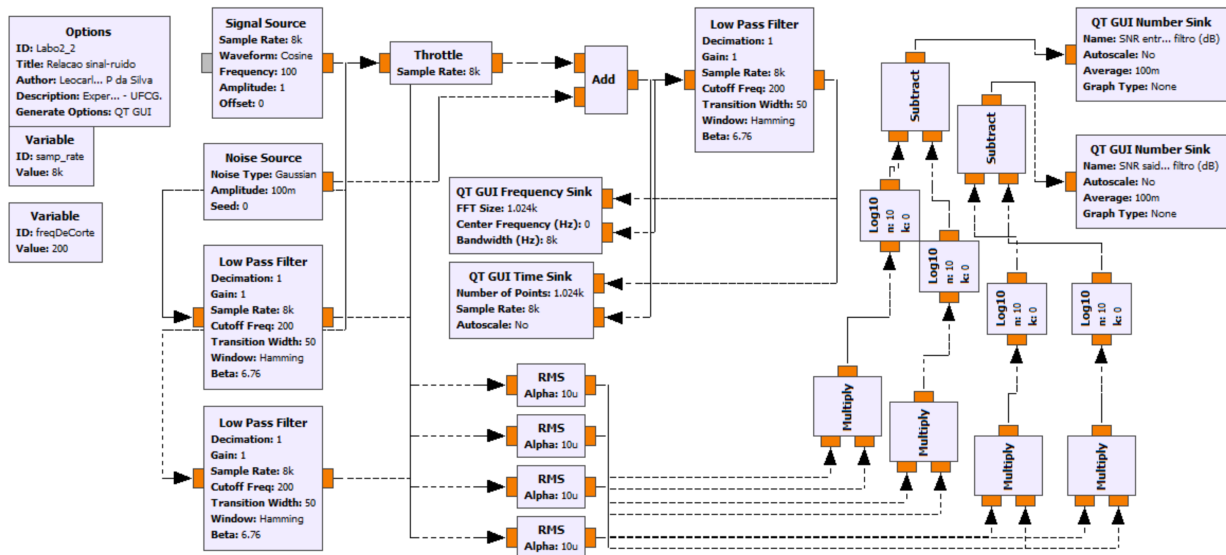 Options
ID: Labo2_2
Title: Relacao sinal-ruido
Author: Leocarl... P da Silva
Description: Exper... - UFCG.
Generate Options: QT GUI
Variable
ID: samp_rate
Value: 8k
Variable
ID: freqDeCorte
Value: 200
Signal Source
Sample Rate: 8k
Waveform: Cosine
Frequency: 100
Amplitude: 1
Offset: 0
Noise Source
Noise Type: Gaussian
Amplitude: 100m
Seed: 0
Low Pass Filter
Decimation: 1
Gain: 1
Sample Rate: 8k
Cutoff Freq: 200
Transition Width: 50
Window: Hamming
Beta: 6.76
Low Pass Filter
Decimation: 1
Gain: 1
Sample Rate: 8k
Cutoff Freq: 200
Transition Width: 50
Window: Hamming
Beta: 6.76
Throttle
Sample Rate: 8k
Add
Low Pass Filter
Decimation: 1
Gain: 1
Sample Rate: 8k
Cutoff Freq: 200
Transition Width: 50
Window: Hamming
Beta: 6.76
QT GUI Frequency Sink
FFT Size: 1.024k
Center Frequency (Hz): 0
Bandwidth (Hz): 8k
QT GUI Time Sink
Number of Points: 1.024k
Sample Rate: 8k
Autoscale: No
RMS
Alpha: 10u
RMS
Alpha: 10u
RMS
Alpha: 10u
RMS
Alpha: 10u
Multiply
Multiply
Multiply
Multiply
Log10
n: 10
k: 0
Log10
n: 10
k: 0
Log10
n: 10
k: 0
Log10
n: 10
k: 0
Subtract
Subtract
QT GUI Number Sink
Name: SNR entr... filtro (dB)
Autoscale: No
Average: 100m
Graph Type: None
QT GUI Number Sink
Name: SNR said... filtro (dB)
Autoscale: No
Average: 100m
Graph Type: None